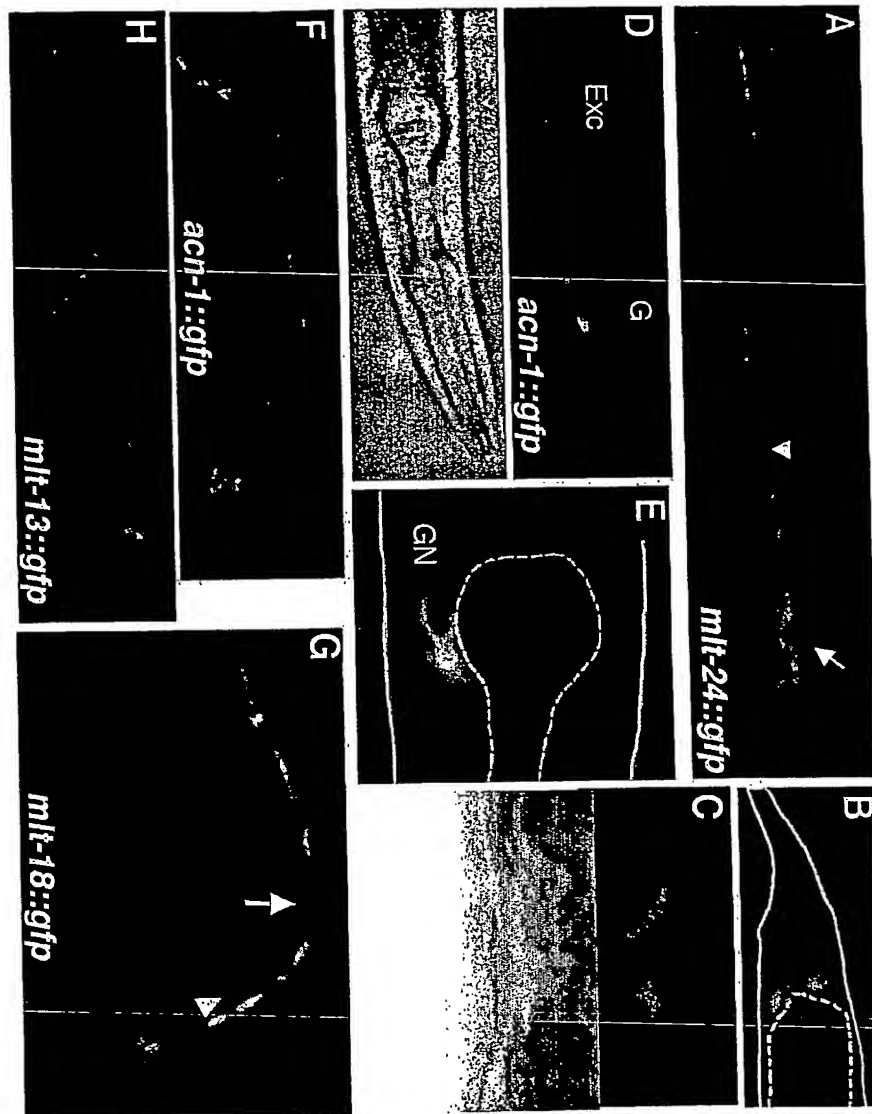 A
mlt-24::gfp
B
C
D
Exc
G
acn-1::gfp
E
GN
F
acn-1::gfp
G
mlt-18::gfp
H
mlt-13::gfp